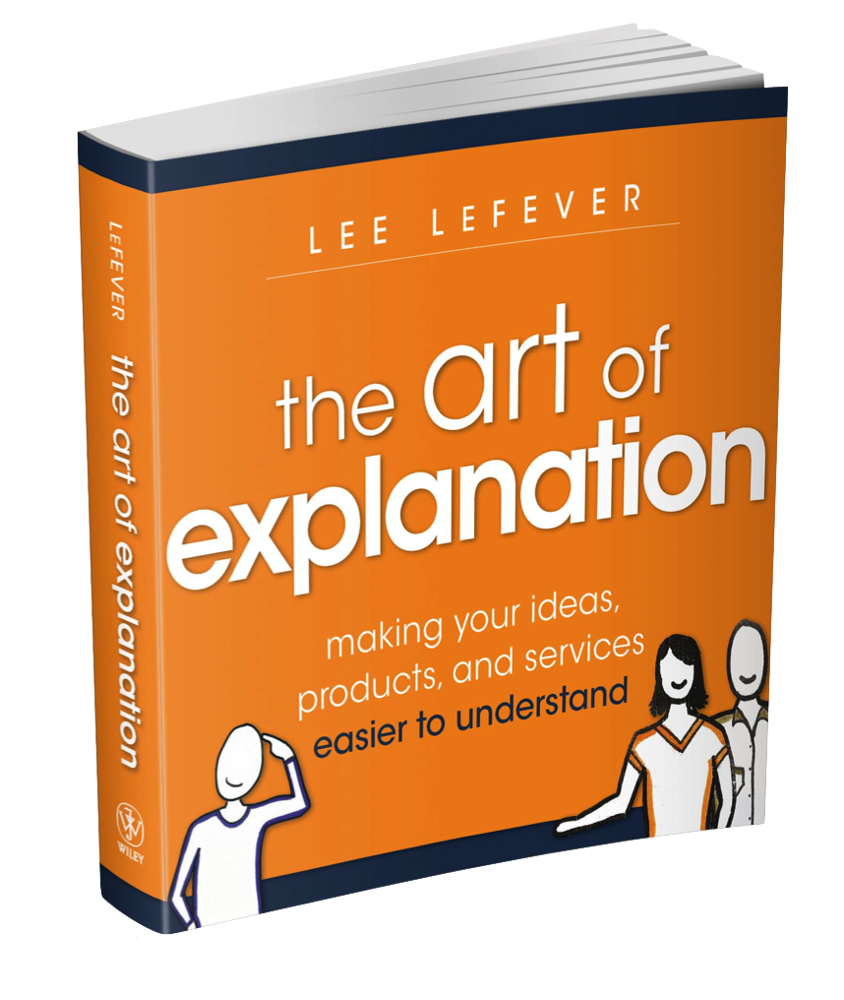 LEE LEFEVER
the art of
explanation
making your ideas,
products, and services
easier to understand
LEFEVER
the art of explanation
WILEY